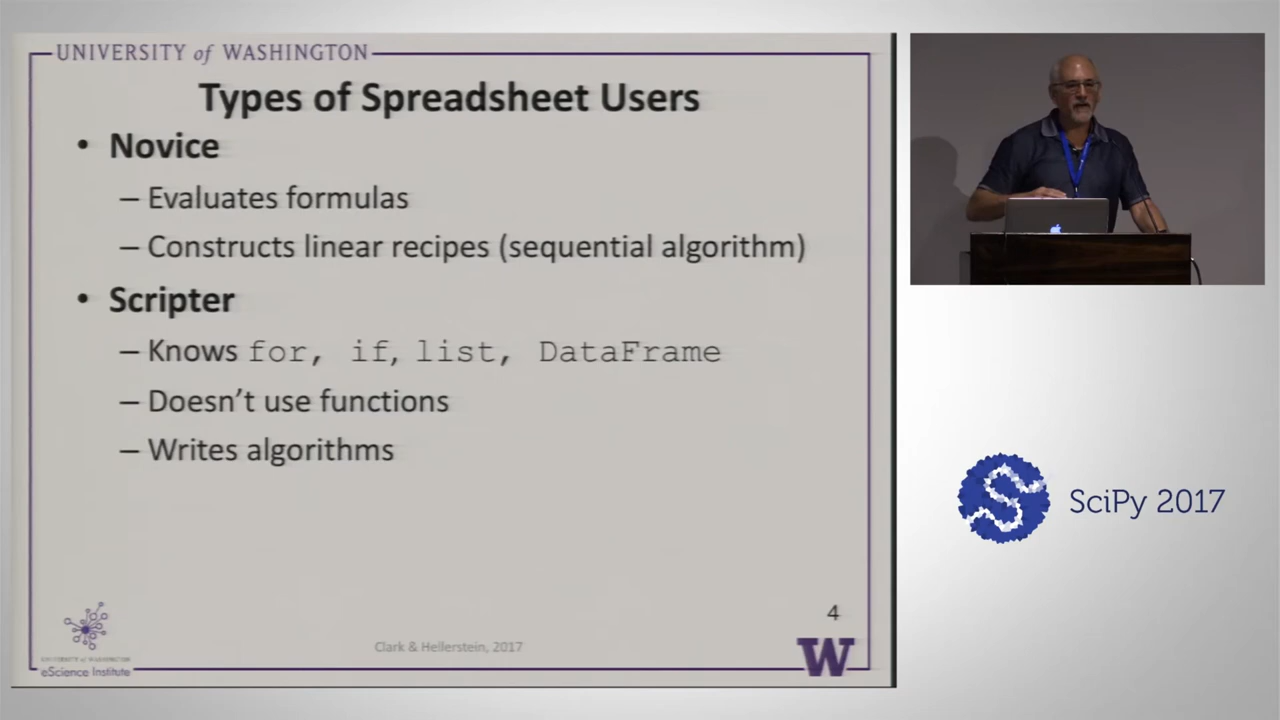 UNIVERSITY of WASHINGTON
Types of Spreadsheet Users
• Novice
– Evaluates formulas
– Constructs linear recipes (sequential algorithm)
• Scripter
– Knows for, if, list, DataFrame
– Doesn’t use functions
– Writes algorithms
4
Clark & Hellerstein, 2017
UNIVERSITY of WASHINGTON
eScience Institute
W
SciPy 2017